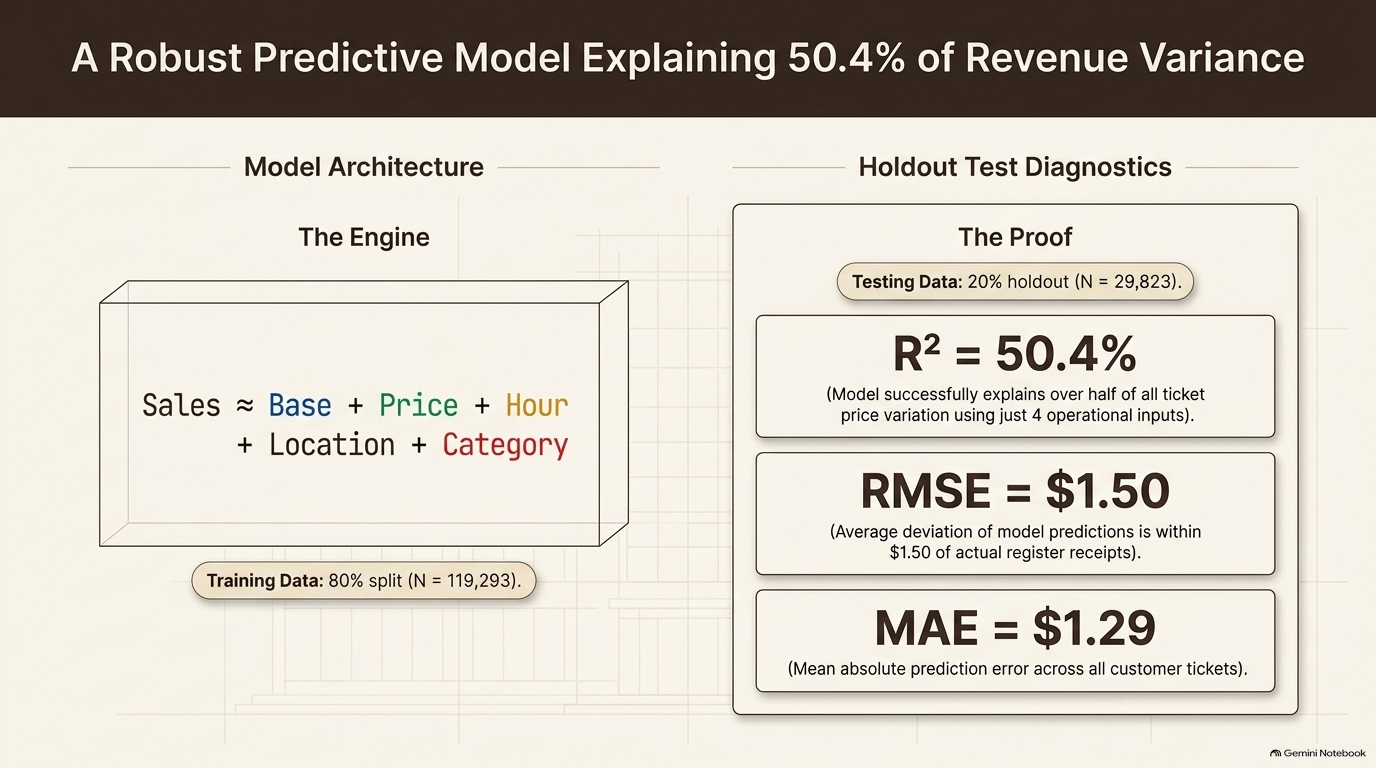 A Robust Predictive Model Explaining 50.4% of Revenue Variance
Model Architecture
The Engine
Sales ≈ Base + Price + Hour
+ Location + Category
Training Data: 80% split (N = 119,293).
Holdout Test Diagnostics
The Proof
Testing Data: 20% holdout (N = 29,823).
R² = 50.4%
(Model successfully explains over half of all ticket
price variation using just 4 operational inputs).
RMSE = $1.50
(Average deviation of model predictions is within
$1.50 of actual register receipts).
MAE = $1.29
(Mean absolute prediction error across all customer tickets).
Gemini Notebook